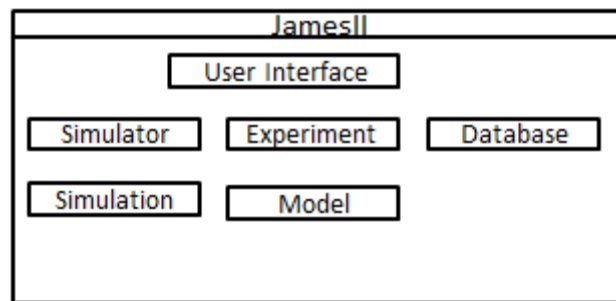 JamesII
User Interface
Simulator Experiment Database
Simulation Model